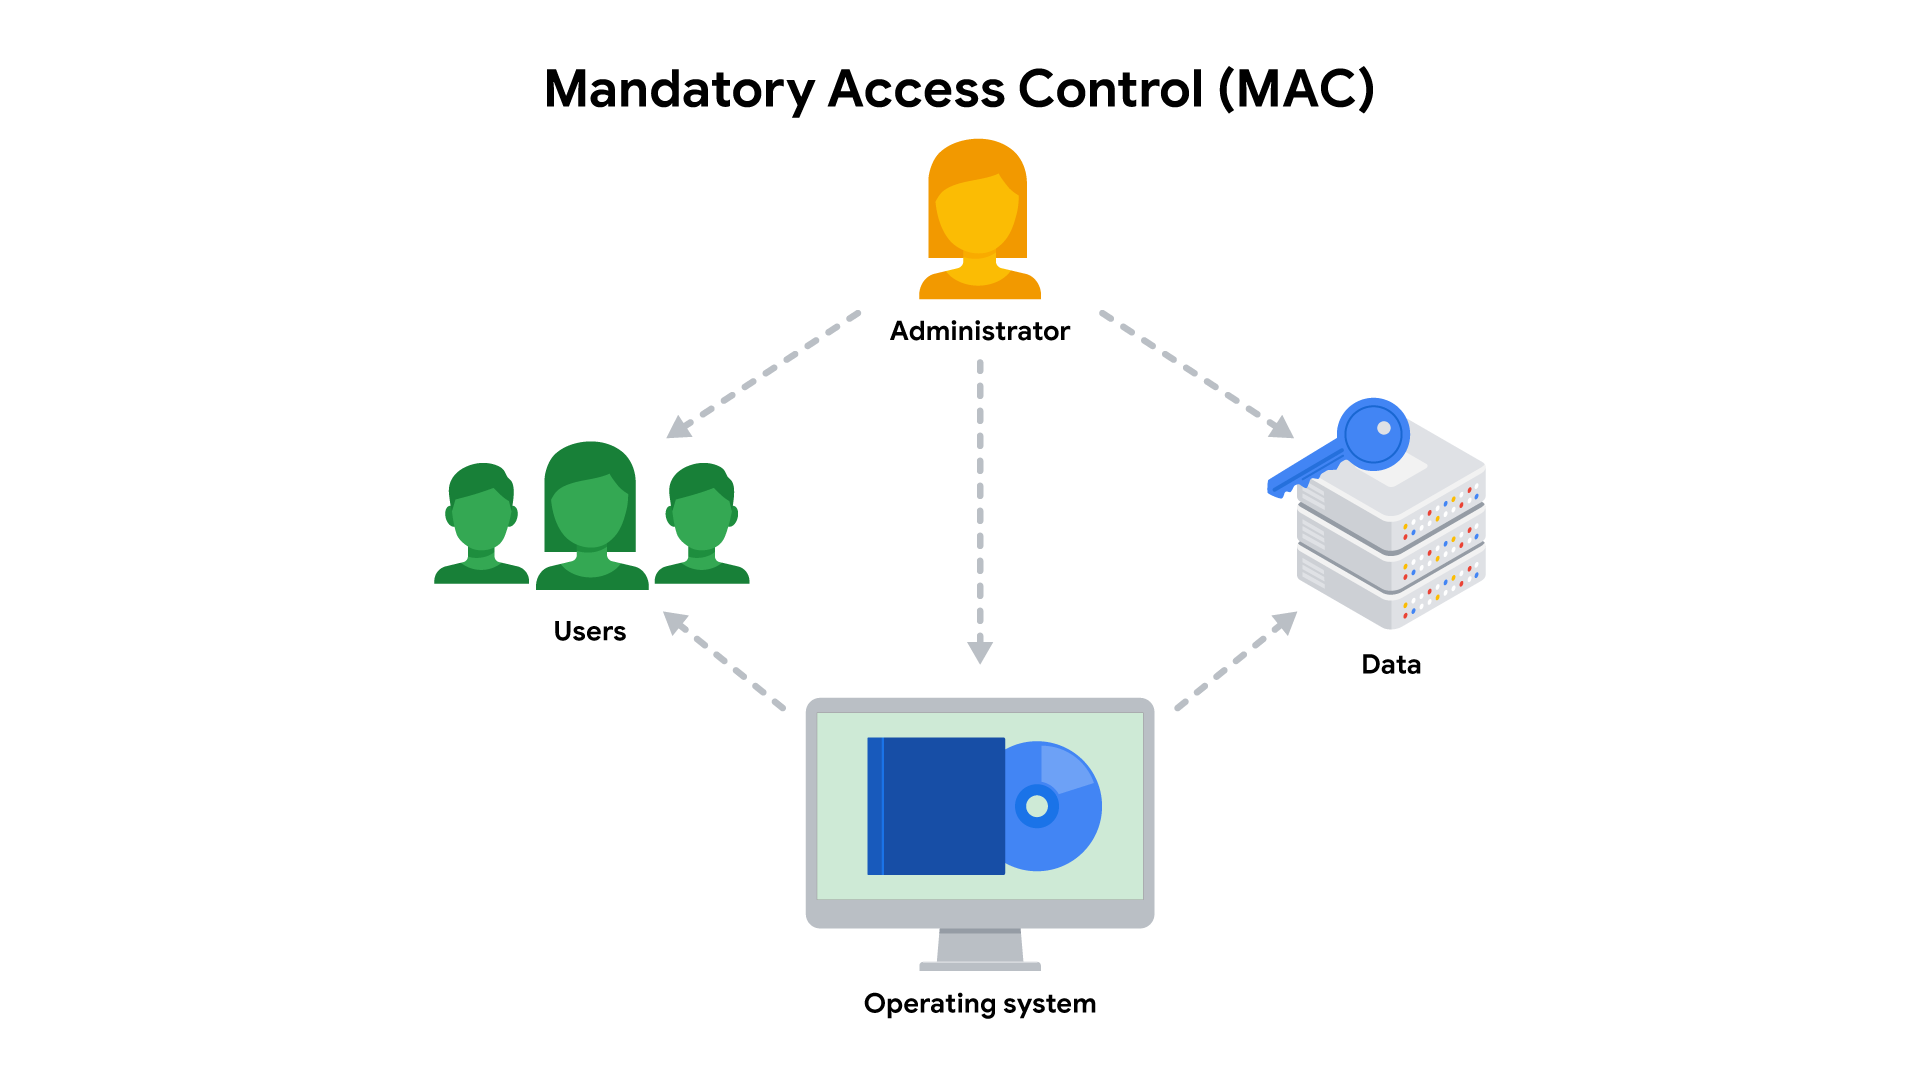 Mandatory Access Control (MAC)
Administrator
Users
Data
Operating system